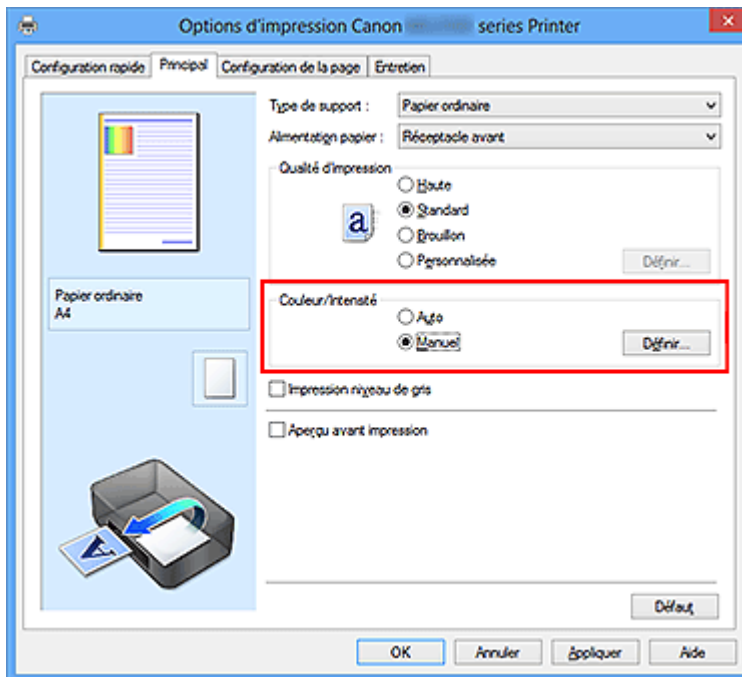 Options d'impression Canon series Printer
Configuration rapide Principal Configuration de la page Entretien
Type de support : Papier ordinaire
Alimentation papier : Réceptacle avant
Qualité d'impression
Haute
a
Standard
Brouillon
Personnalisée Définir...
Papier ordinaire
A4
Couleur/Intensité
Auto
Manuel Définir...
Impression niveau de gris
Aperçu avant impression
A
Défaut
OK Annuler Appliquer Aide